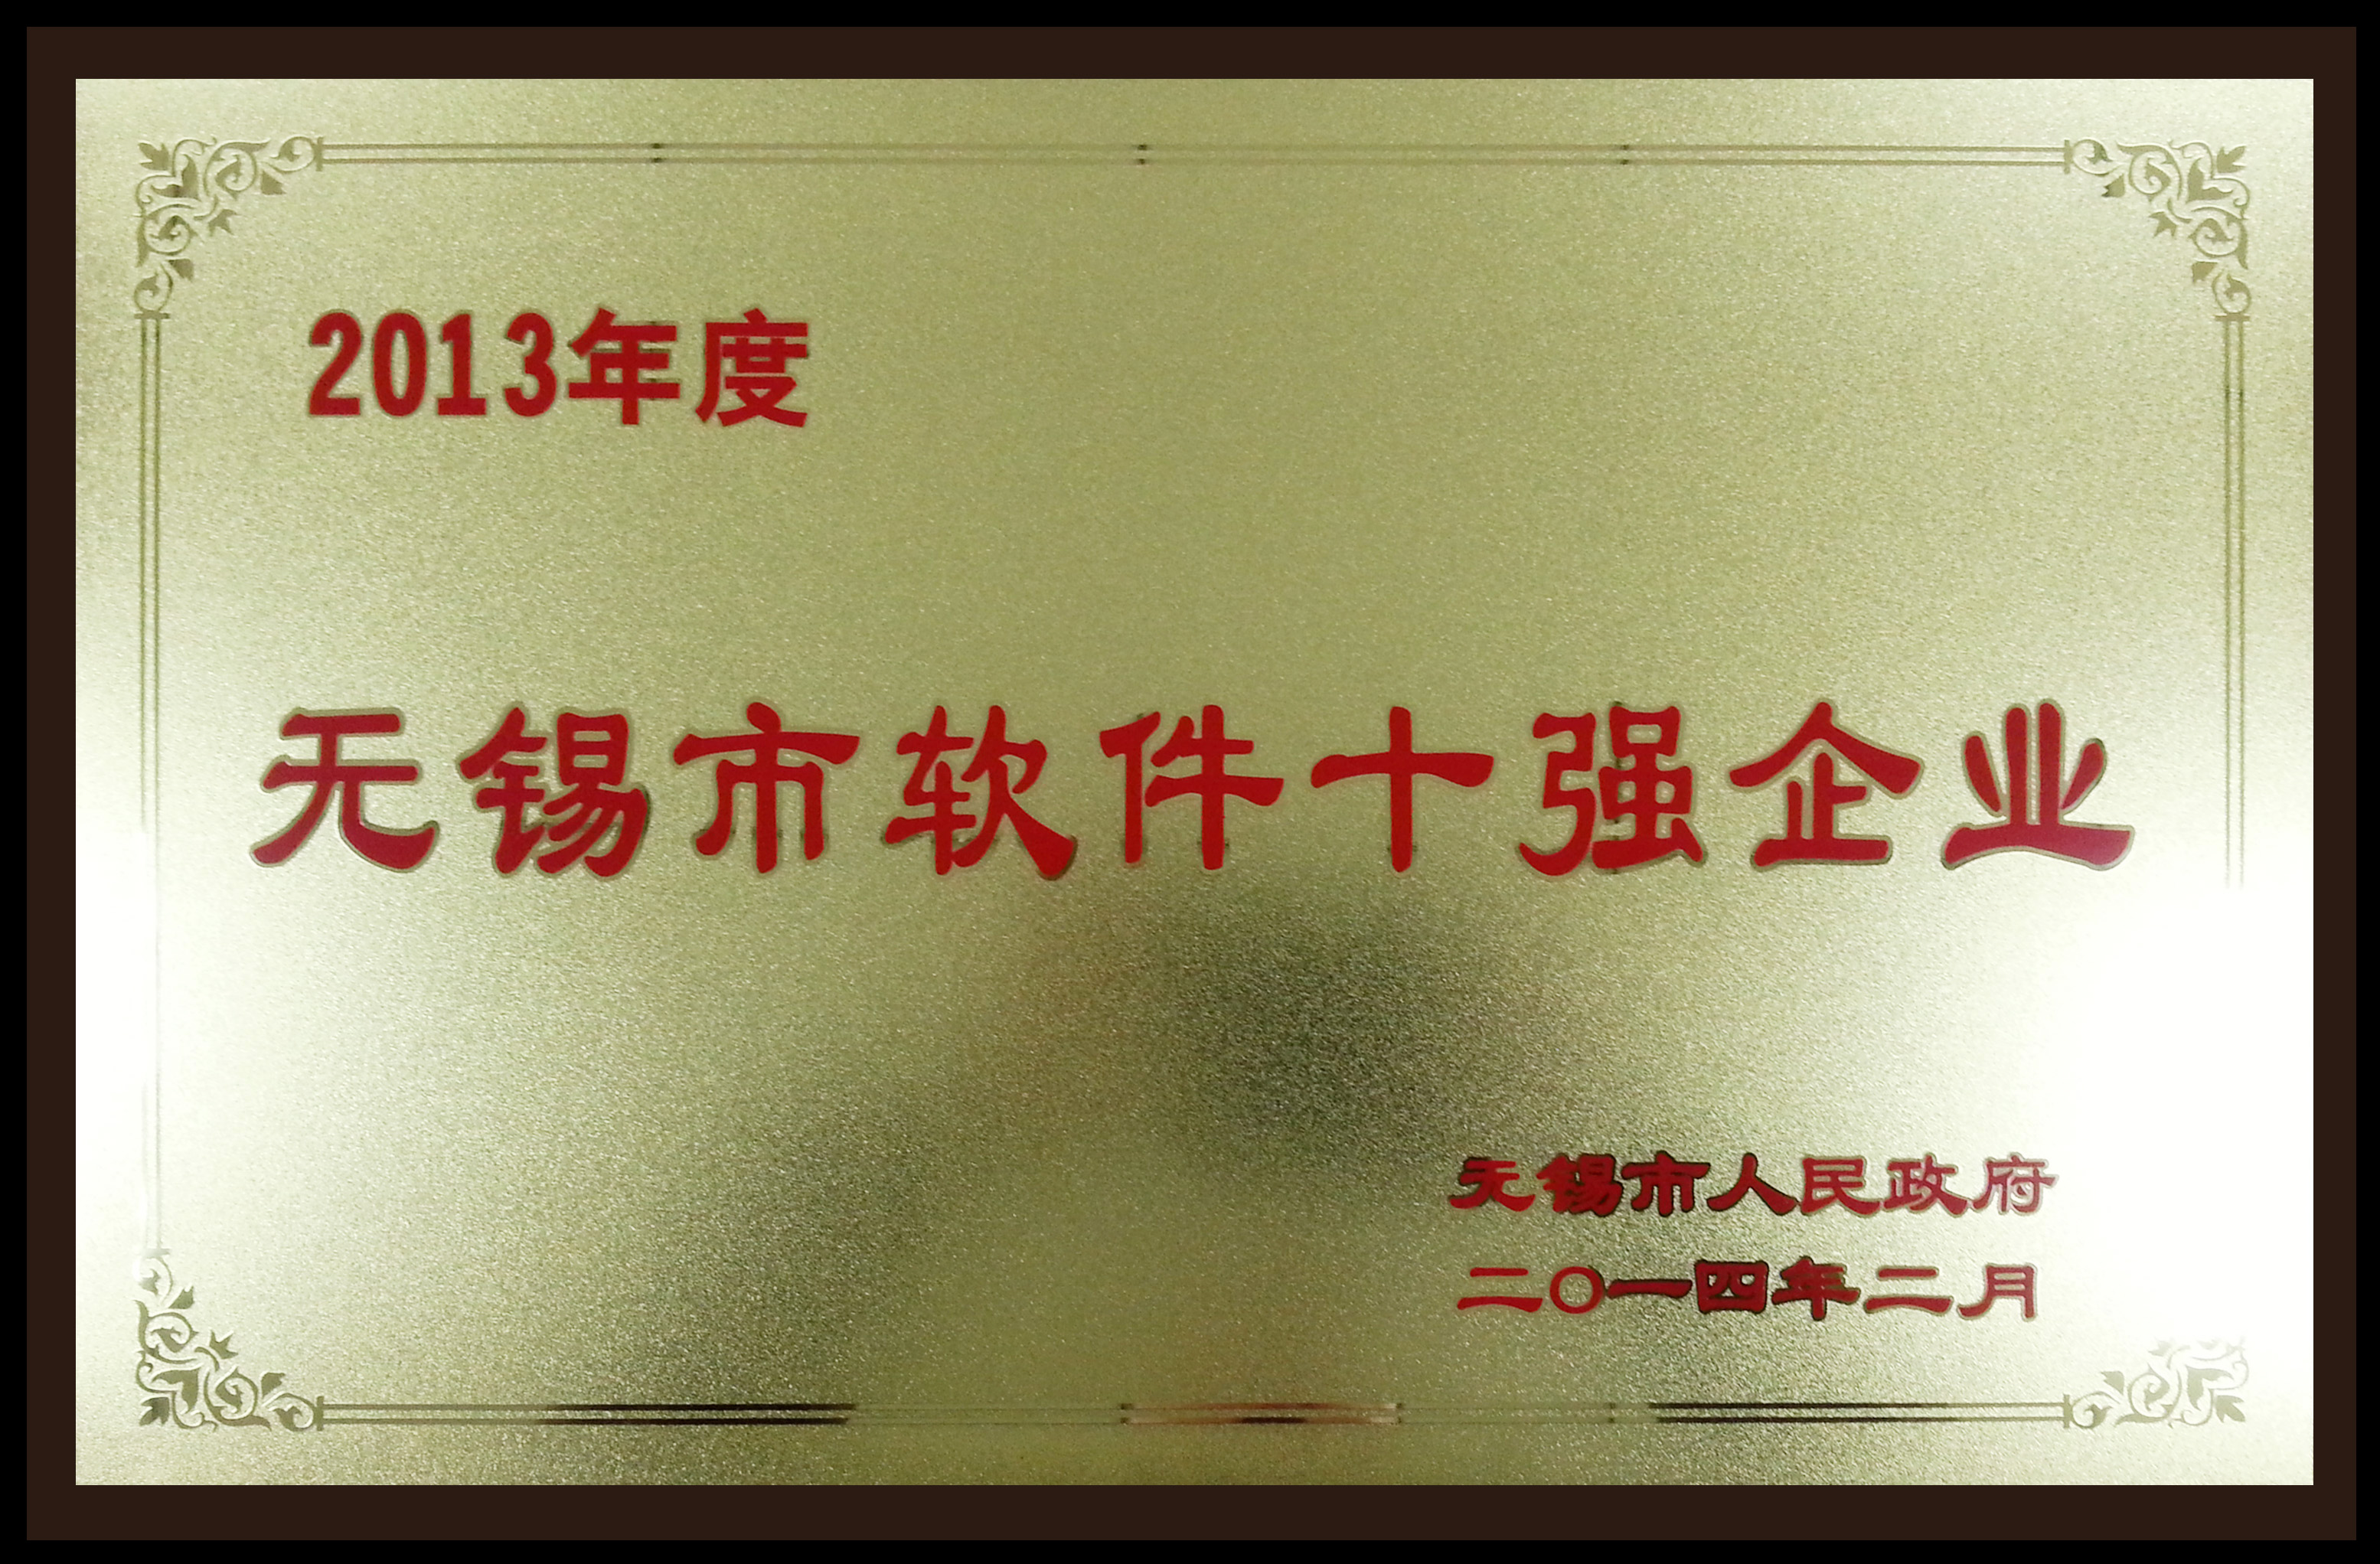 2013年度
无锡市软件十强企业
无锡市人民政府
二〇一四年二月